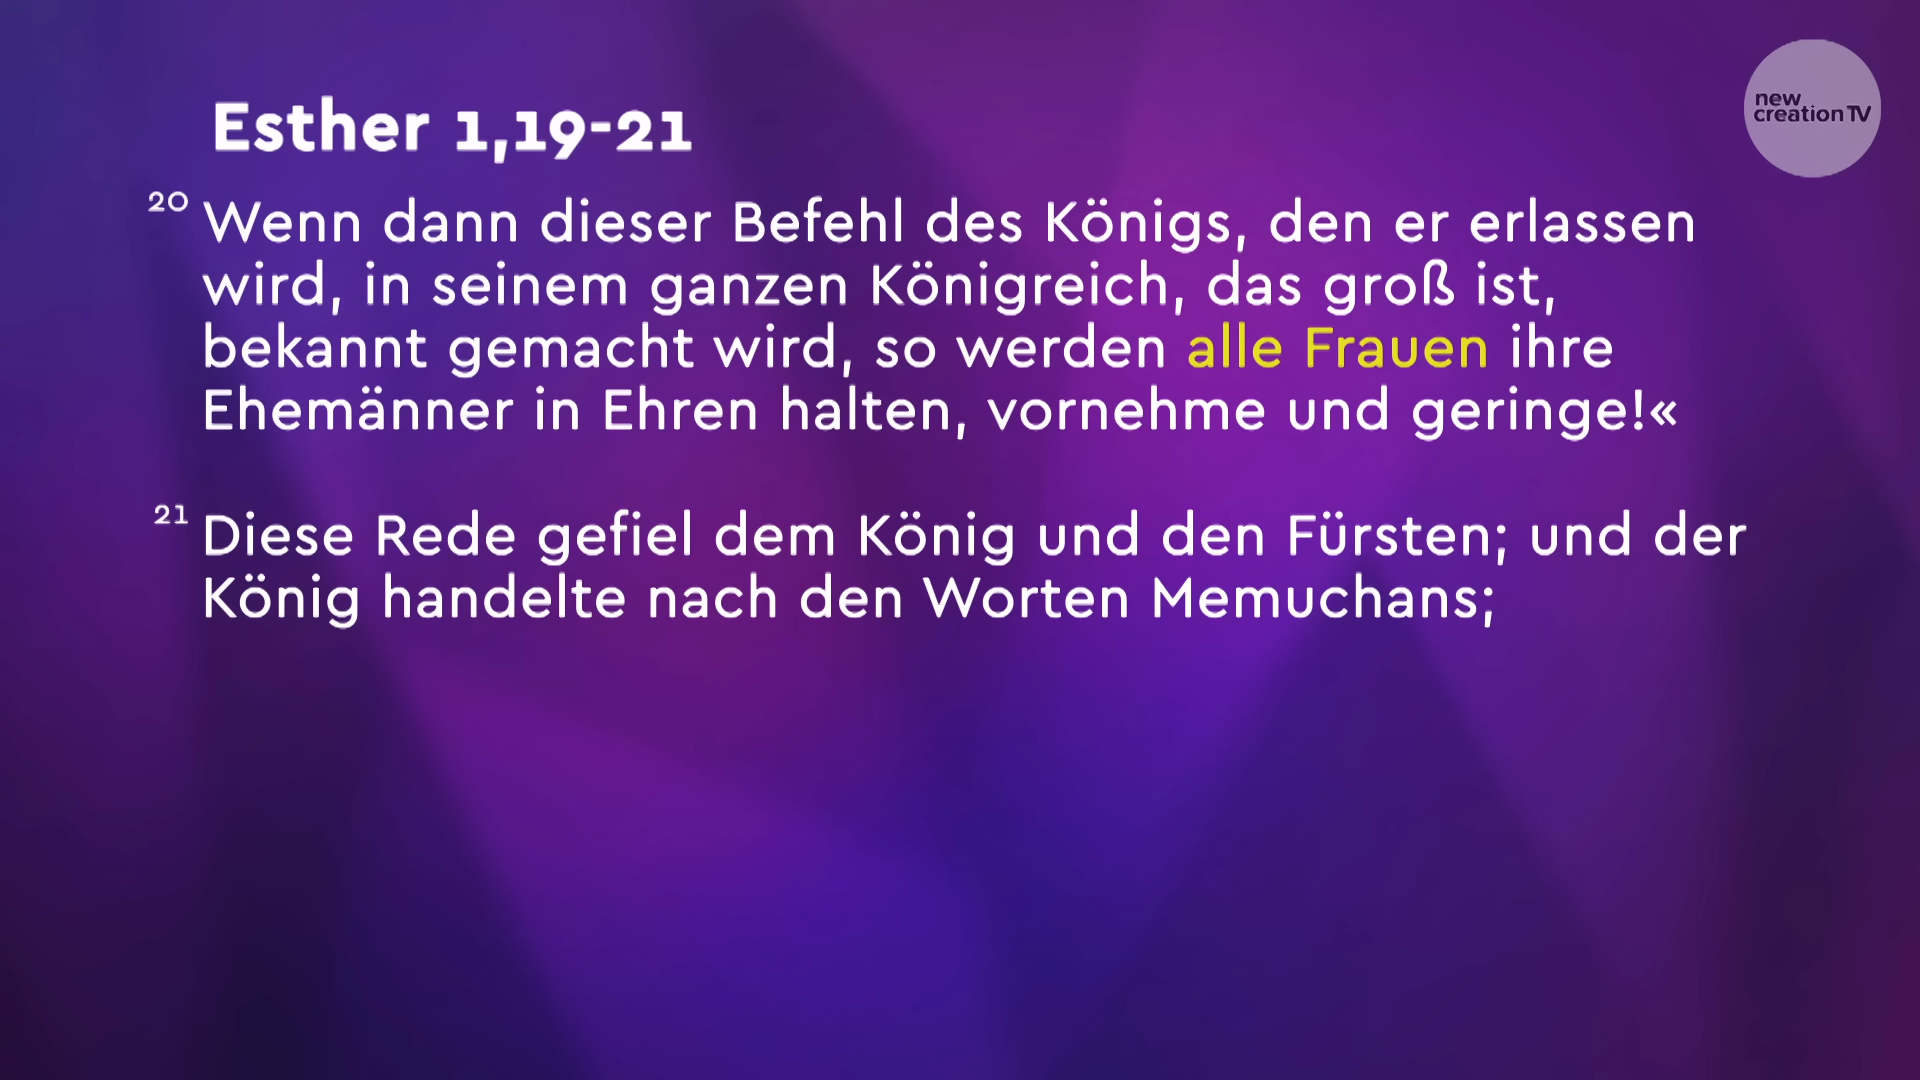 new
creationTV
Esther 1,19-21
20 Wenn dann dieser Befehl des Königs, den er erlassen
wird, in seinem ganzen Königreich, das groß ist,
bekannt gemacht wird, so werden alle Frauen ihre
Ehemänner in Ehren halten, vornehme und geringe!«
21 Diese Rede gefiel dem König und den Fürsten; und der
König handelte nach den Worten Memuchans;